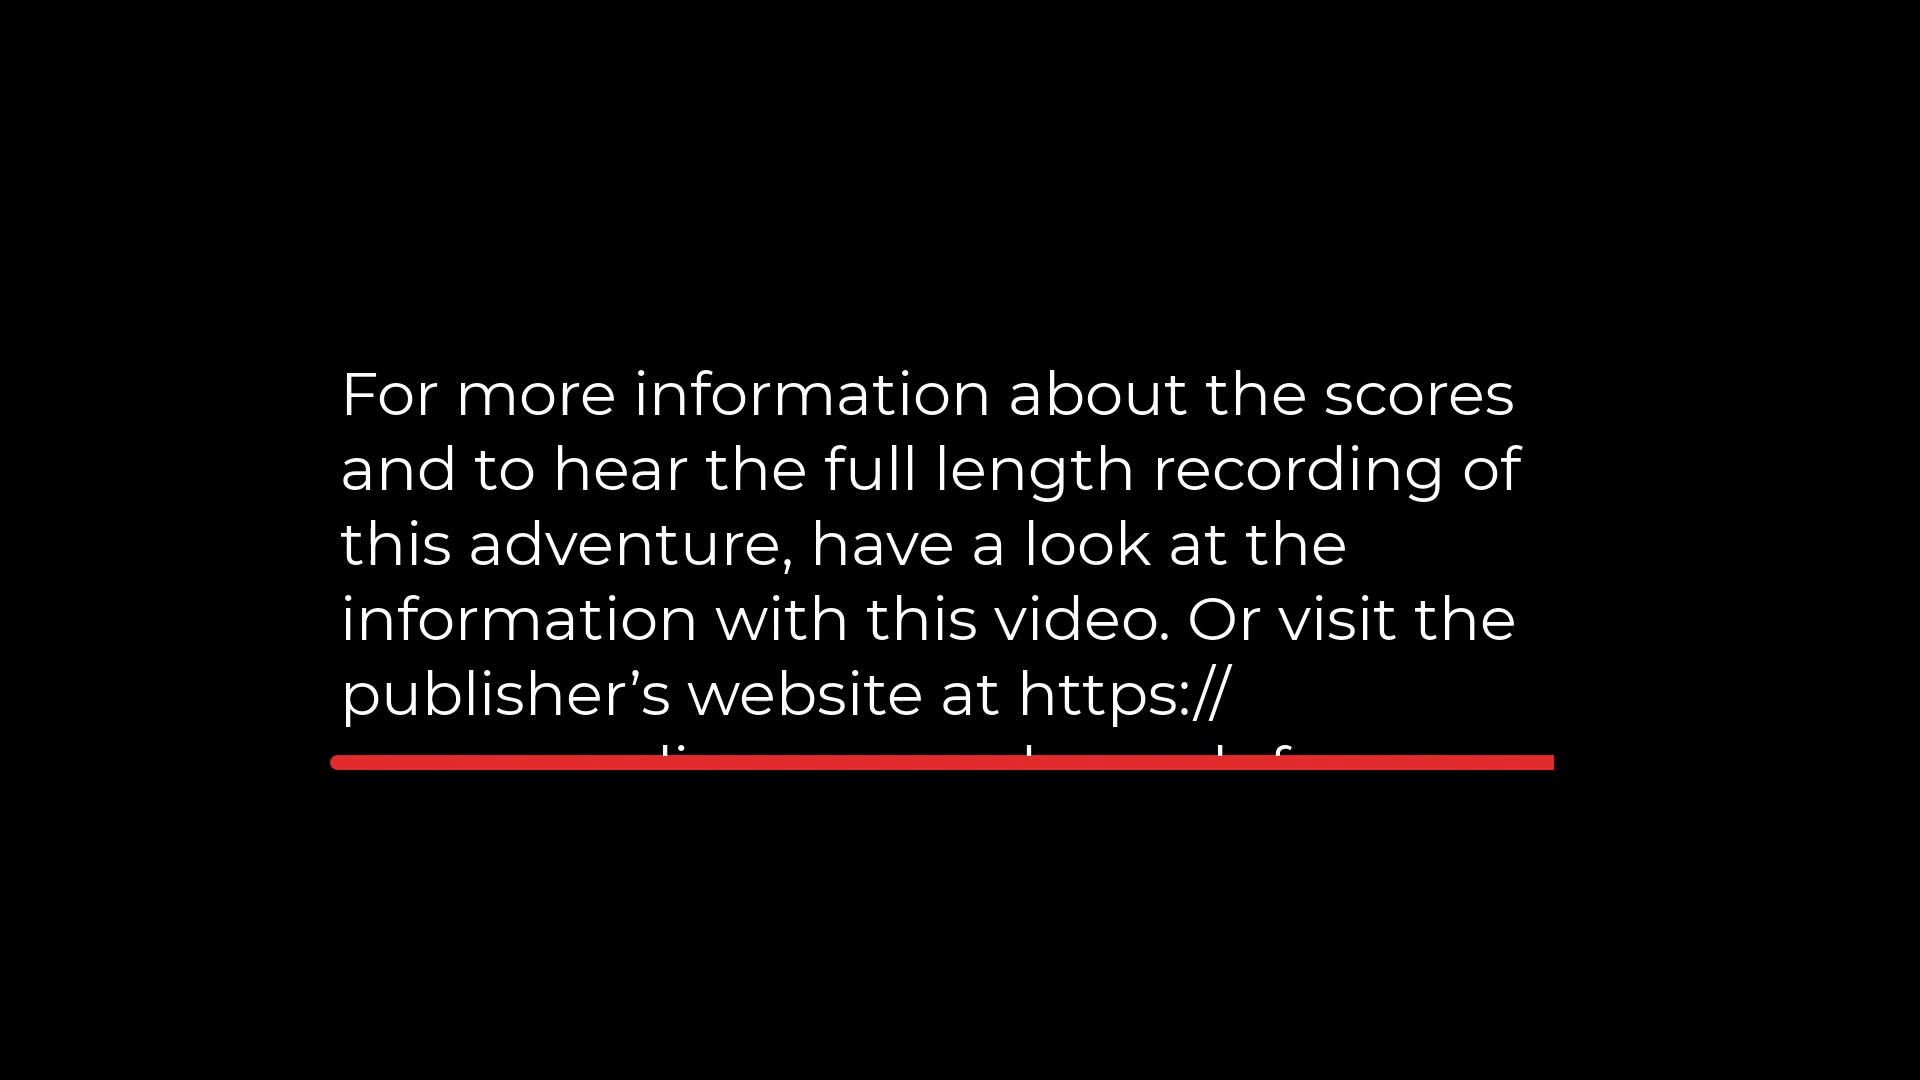 For more information about the scores
and to hear the full length recording of
this adventure, have a look at the
information with this video. Or visit the
publisher’s website at https://